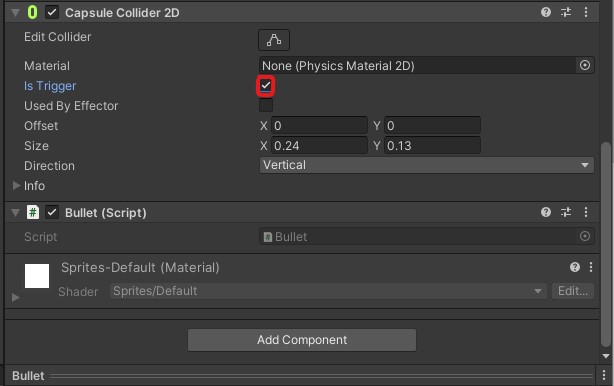 Capsule Collider 2D
Edit Collider
Material None (Physics Material 2D)
Is Trigger
Used By Effector
Offset X 0 Y 0
Size X 0.24 Y 0.13
Direction Vertical
Info
# Bullet (Script)
Script Bullet
Sprites-Default (Material)
Shader Sprites/Default Edit...
Add Component
Bullet